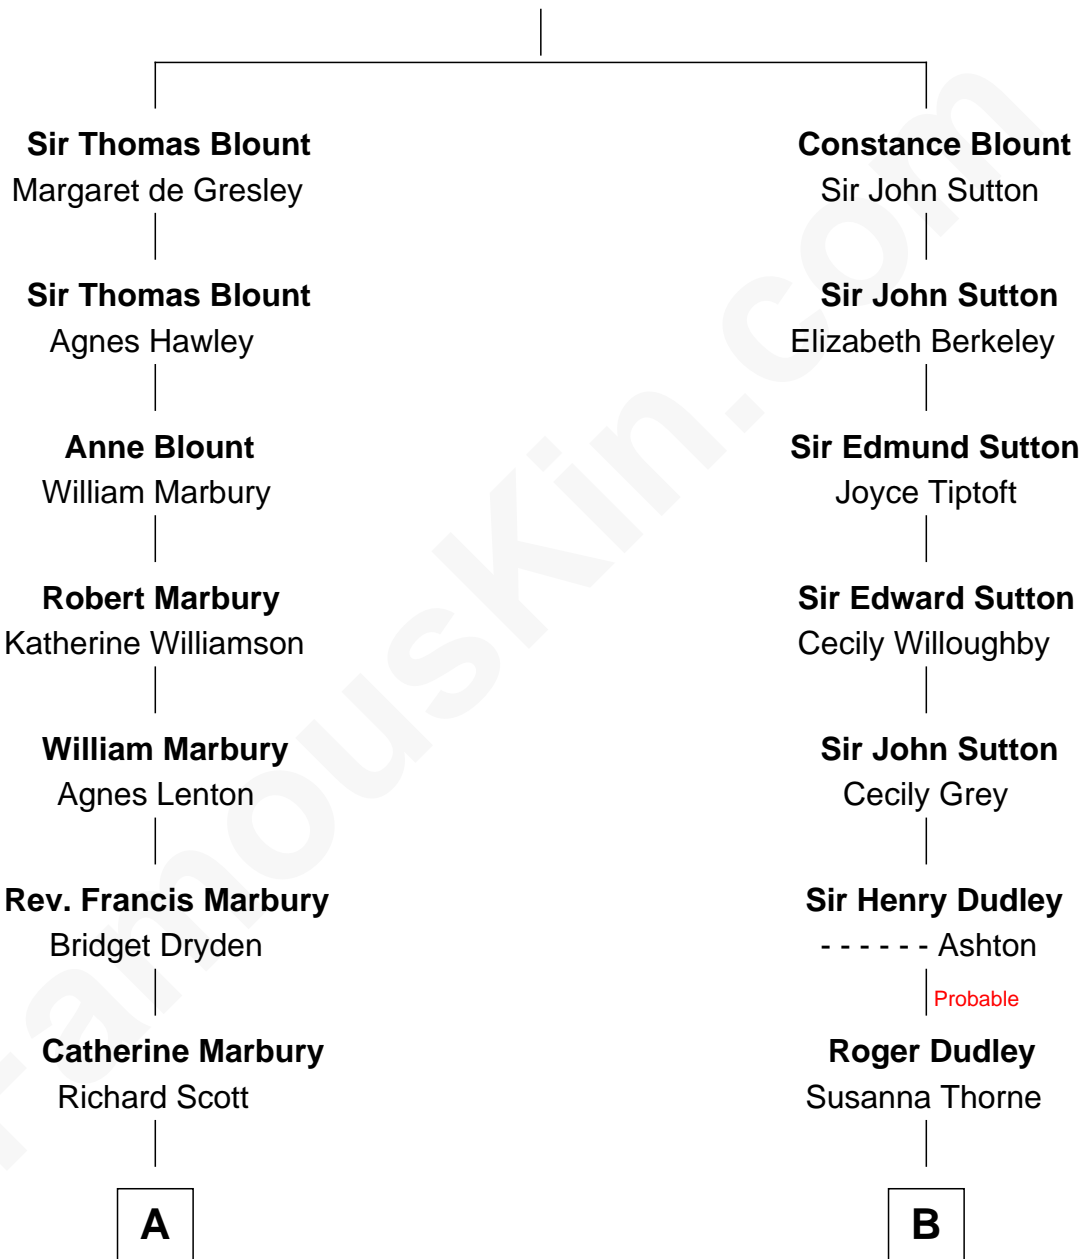 Sir Thomas Blount
Margaret de Gresley
Sir Thomas Blount
Agnes Hawley
Anne Blount
William Marbury
Robert Marbury
Katherine Williamson
William Marbury
Agnes Lenton
Rev. Francis Marbury
Bridget Dryden
Catherine Marbury
Richard Scott
A
Constance Blount
Sir John Sutton
Sir John Sutton
Elizabeth Berkeley
Sir Edmund Sutton
Joyce Tiptoft
Sir Edward Sutton
Cecily Willoughby
Sir John Sutton
Cecily Grey
Sir Henry Dudley
- - - - - - Ashton
Probable
Roger Dudley
Susanna Thorne
B
FamousKin.com